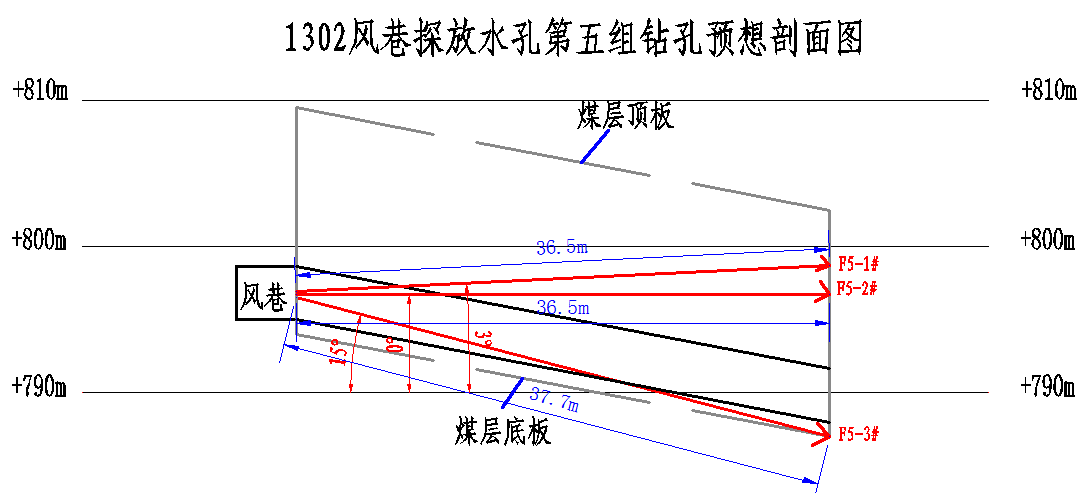 1302风巷探放水孔第五组钻孔预想剖面图
+810m
+810m
煤层顶板
+800m
36.5m
+800m
F5-1#
风巷
F5-2#
36.5m
15°
0°
3°
+790m
+790m
37.7m
煤层底板
F5-3#